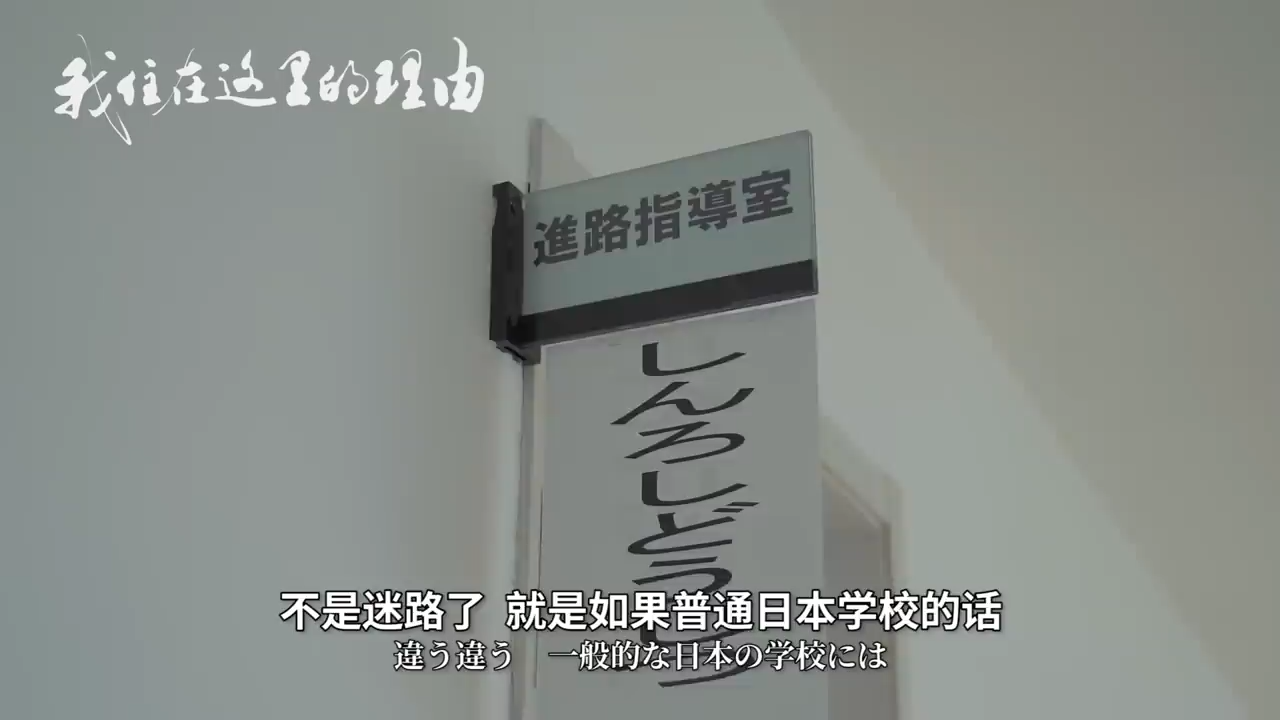 我住在这里的理由
進路指導室
しんろしどうしつ
不是迷路了 就是如果普通日本学校的话
違う違う 一般的な日本の学校には